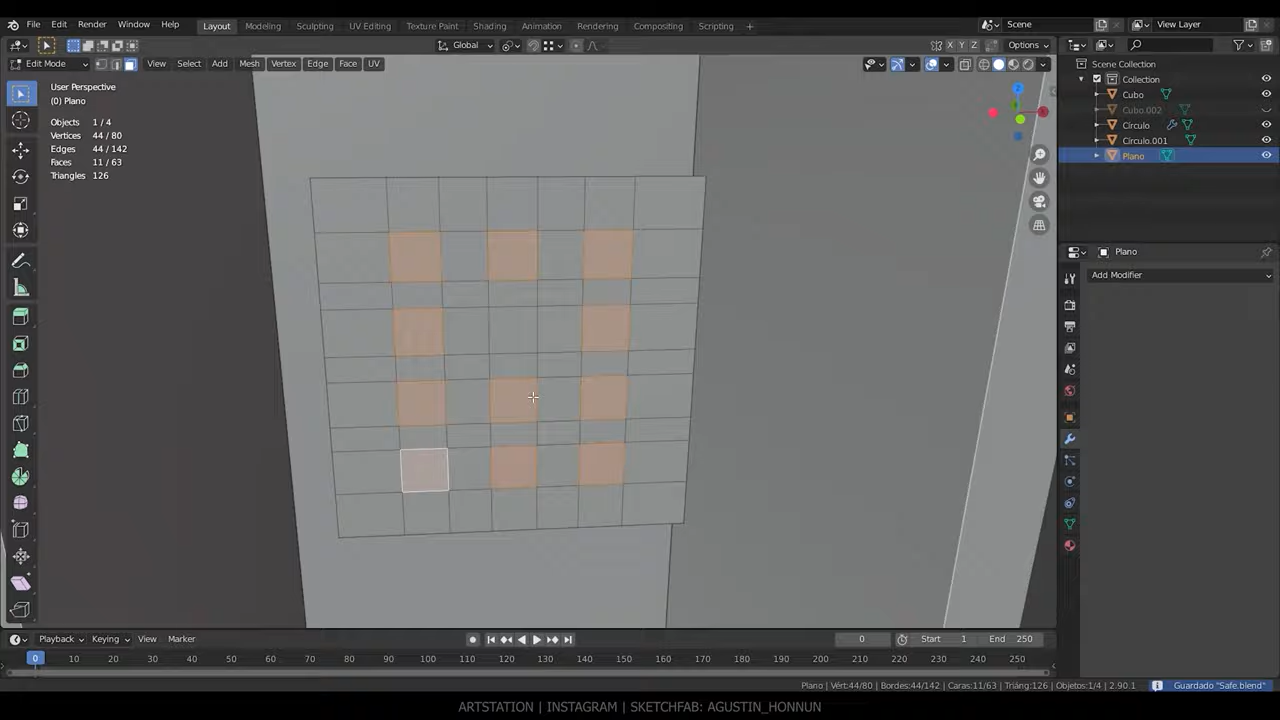 File Edit Render Window Help Layout Modeling Sculpting UV Editing Texture Paint Shading Animation Rendering Compositing Scripting + Scene View Layer
Global X Y Z Options
Edit Mode View Select Add Mesh Vertex Edge Face UV
User Perspective
(0) Plano
Objects 1 / 4
Vertices 44 / 80
Edges 44 / 142
Faces 11 / 63
Triangles 126
Z
X
Scene Collection
Collection
Cubo
Cubo.002
Círculo
Círculo.001
Plano
Plano
Add Modifier
Playback Keying View Marker 0 Start 1 End 250
0 10 20 30 40 50 60 70 80 90 100 110 120 130 140 150 160 170 180 190 200 210 220 230 240 250
Plano | Vért:44/80 | Bordes:44/142 | Caras:11/63 | Triáng:126 | Objetos:1/4 | 2.90.1 Guardado "Safe.blend"
ARTSTATION | INSTAGRAM | SKETCHFAB: AGUSTIN_HONNUN